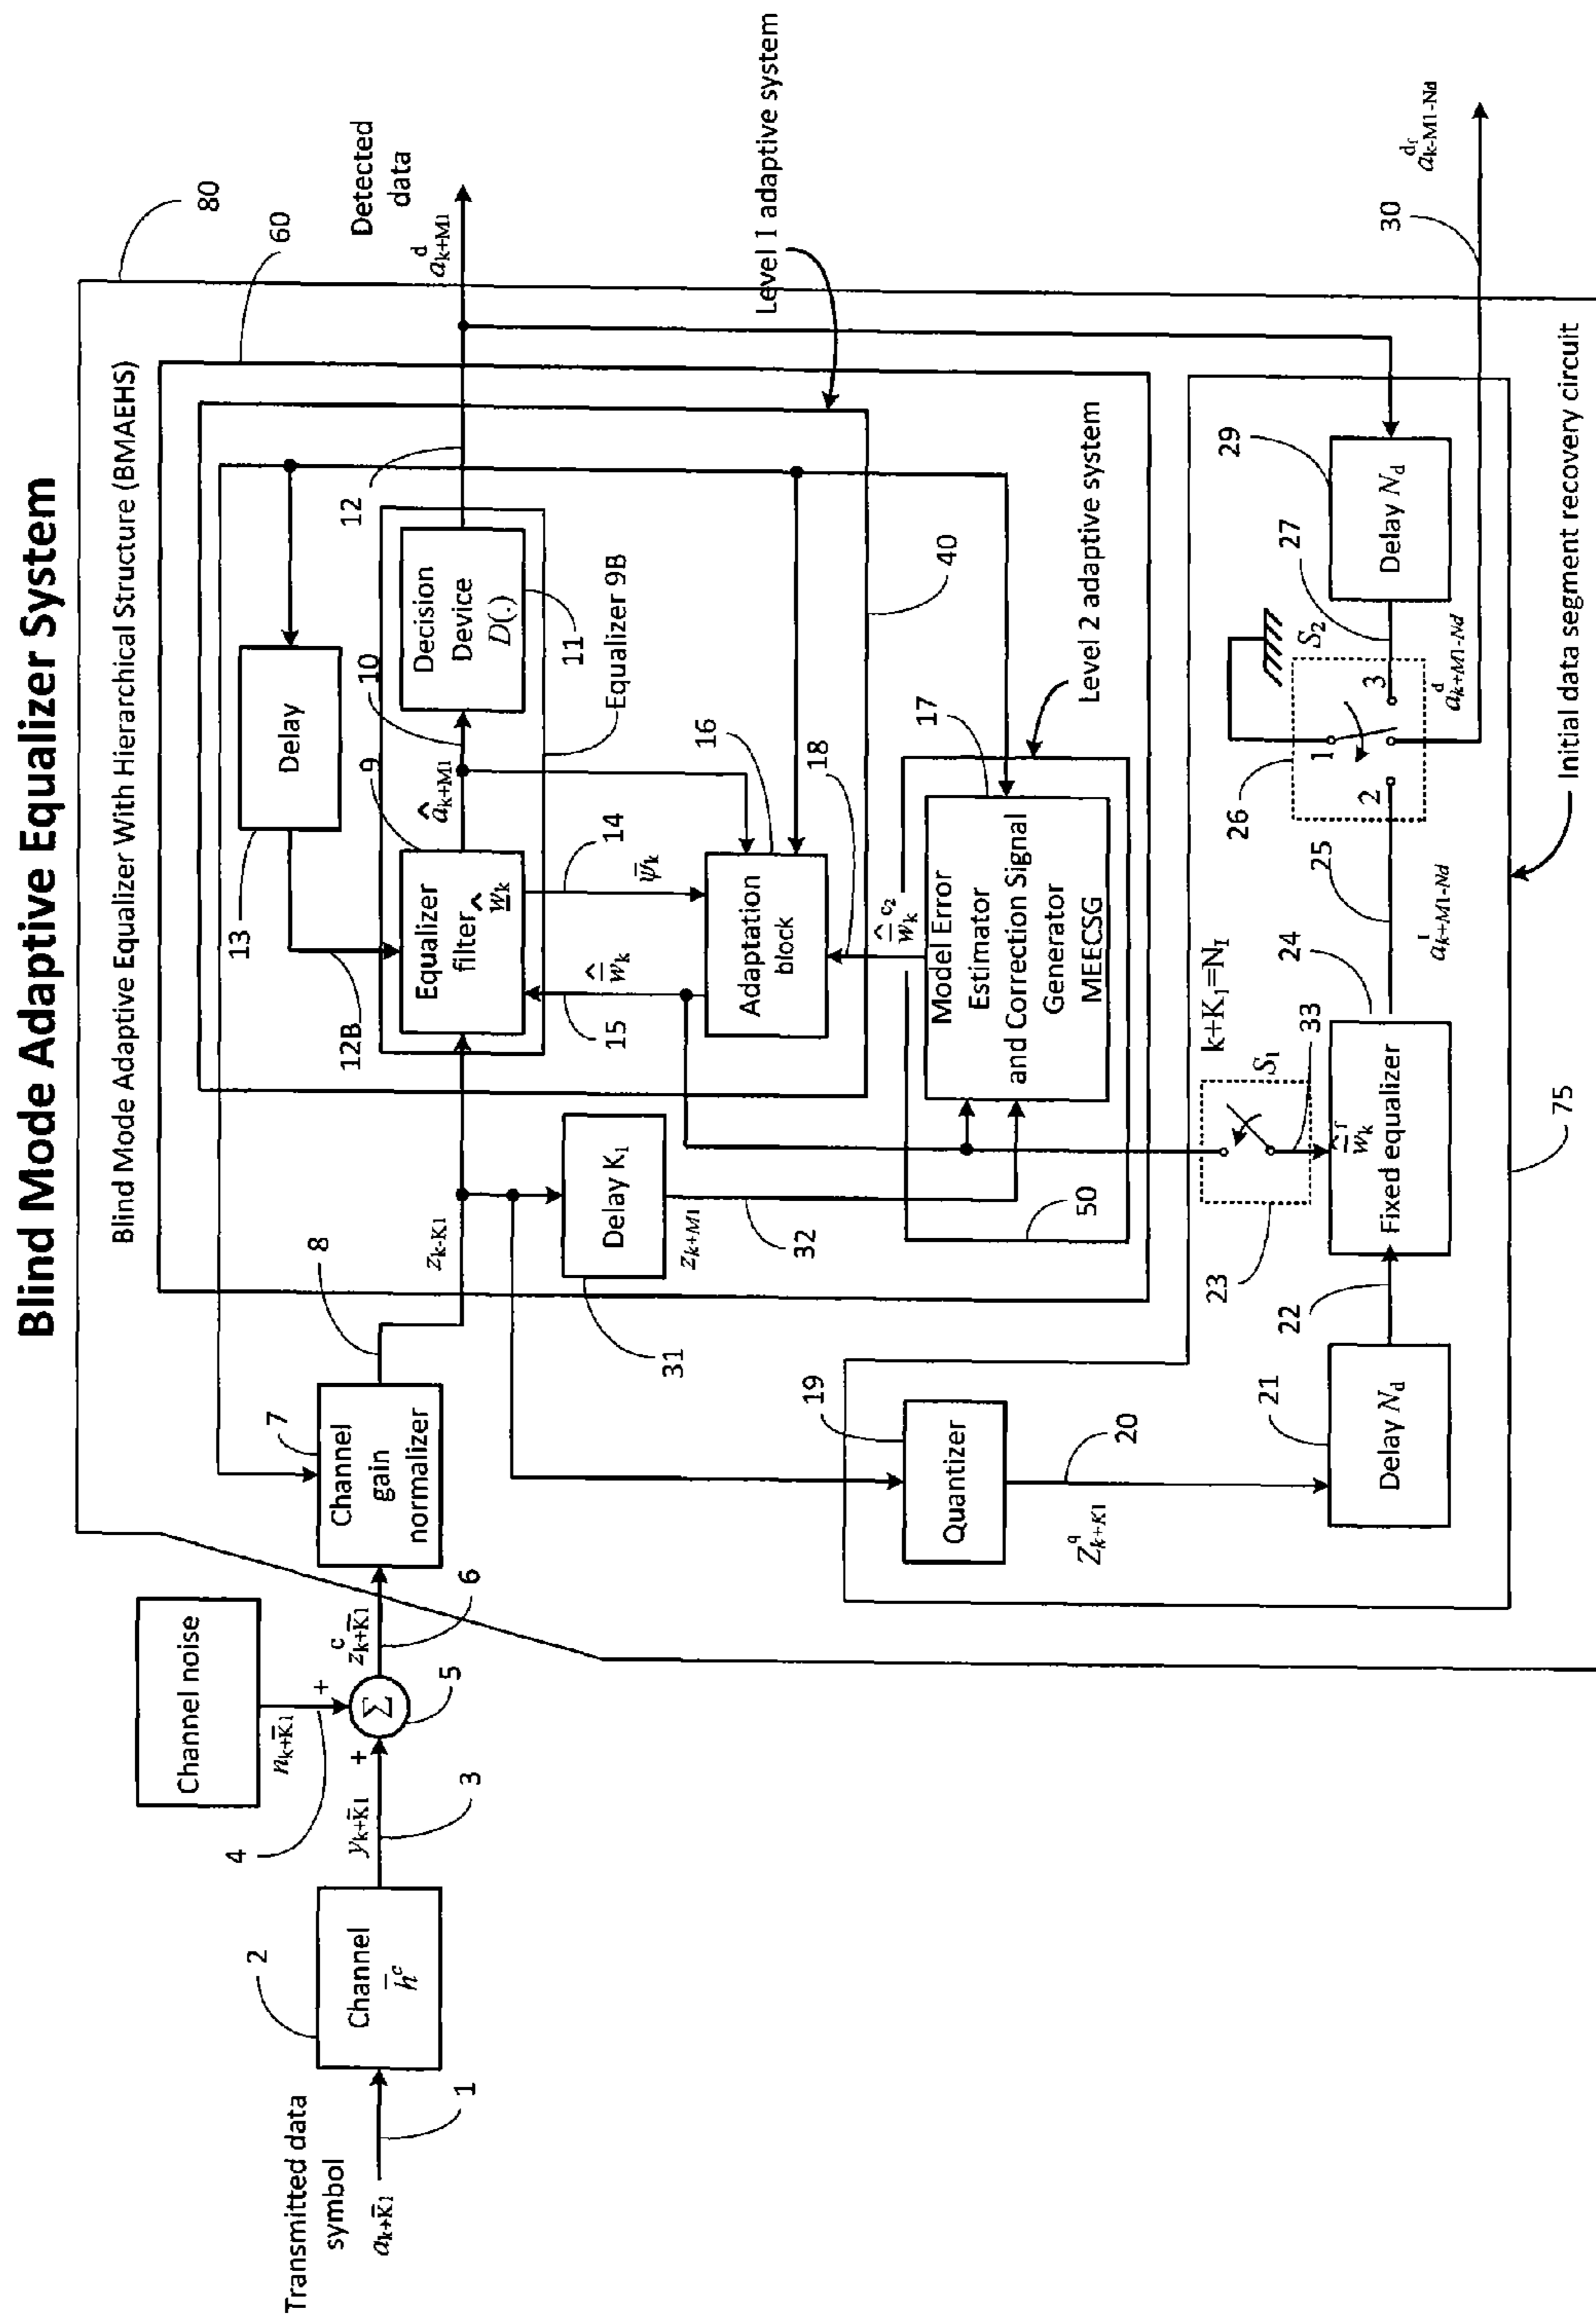 Blind Mode Adaptive Equalizer System
Blind Mode Adaptive Equalizer With Hierarchical Structure (BMAEHS)
80
60
Level 1 adaptive system
Transmitted data
symbol
a_{k+K̄1}
1
2
Channel
h̄^c
3
y_{k+K̄1}
4
Channel noise
n_{k+K̄1}
+
+
Σ
5
z^c_{k+K̄1}
6
7
Channel
gain
normalizer
8
z_{k-K1}
13
Delay
12B
9
Equalizer
filter
ŵ_k
10
â_{k+M1}
Decision
Device
D(.)
11
Equalizer 9B
12
a^d_{k+M1}
Detected
data
14
ψ̄_k
15
ŵ_k
16
Adaptation
block
18
ŵ_k^{c2}
17
Model Error
Estimator
and Correction Signal
Generator
MEECSG
40
Level 2 adaptive system
50
31
Delay K_1
z_{k+M1}
32
19
Quantizer
20
Z^q_{k+K1}
21
Delay N_d
22
23
k+K_1=N_I
S_1
33
ŵ^f_k
Fixed equalizer
24
25
a^I_{k+M1-Nd}
26
1
2
3
S_2
a^d_{k+M1-Nd}
27
29
Delay N_d
30
a^{df}_{k-M1-Nd}
75
Initial data segment recovery circuit